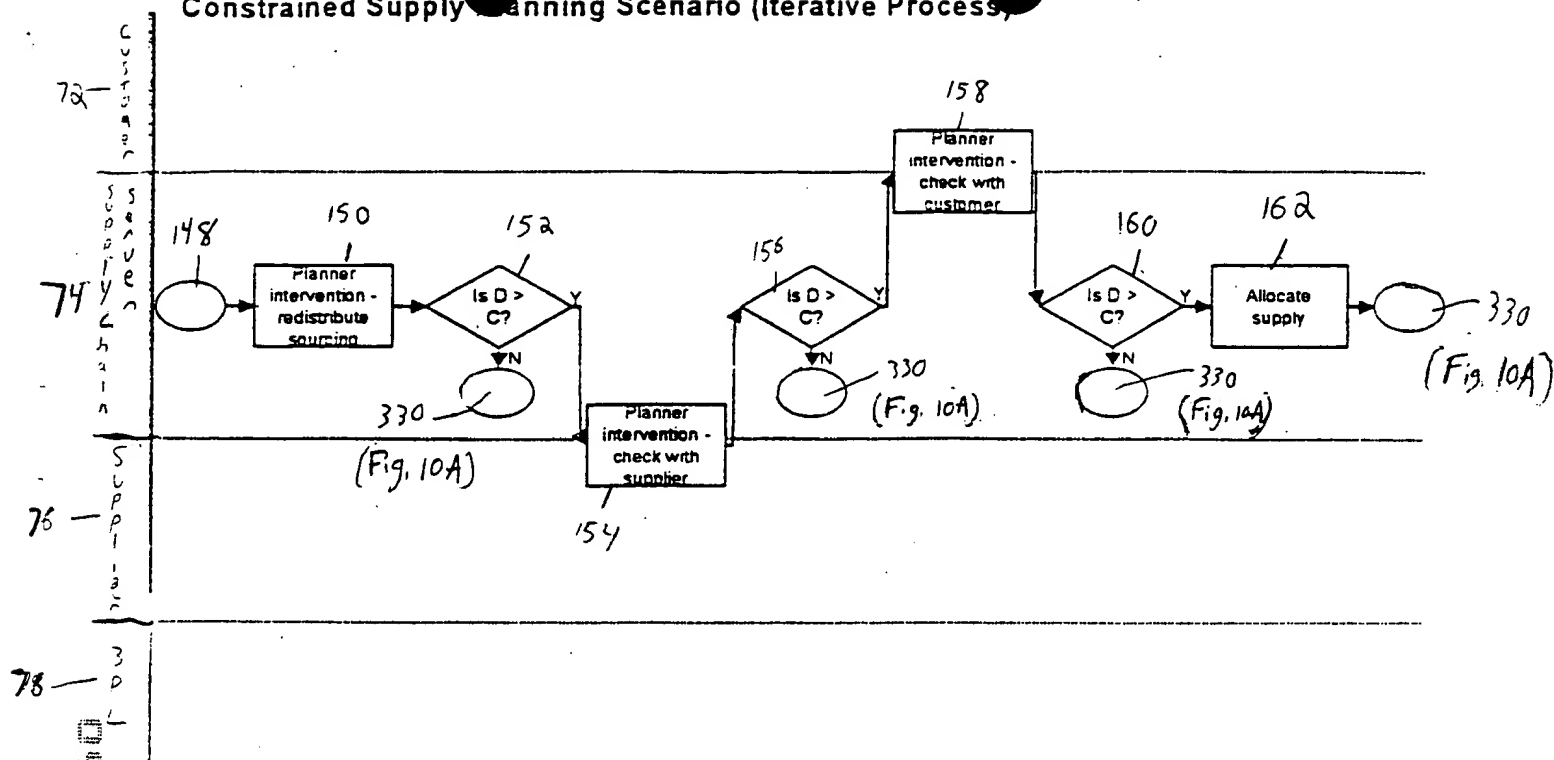 Constrained Supply Planning Scenario (Iterative Process)
72
Customer
158
Planner
intervention -
check with
customer
Supply Chain
Server
74
148
150
Planner
intervention -
redistribute
sourcing
152
Is D >
C?
Y
N
330
(Fig. 10A)
154
Planner
intervention -
check with
supplier
156
Is D >
C?
Y
N
330
(Fig. 10A)
160
Is D >
C?
Y
N
330
(Fig. 10A)
162
Allocate
supply
330
(Fig. 10A)
76
Supplier
78
3PL